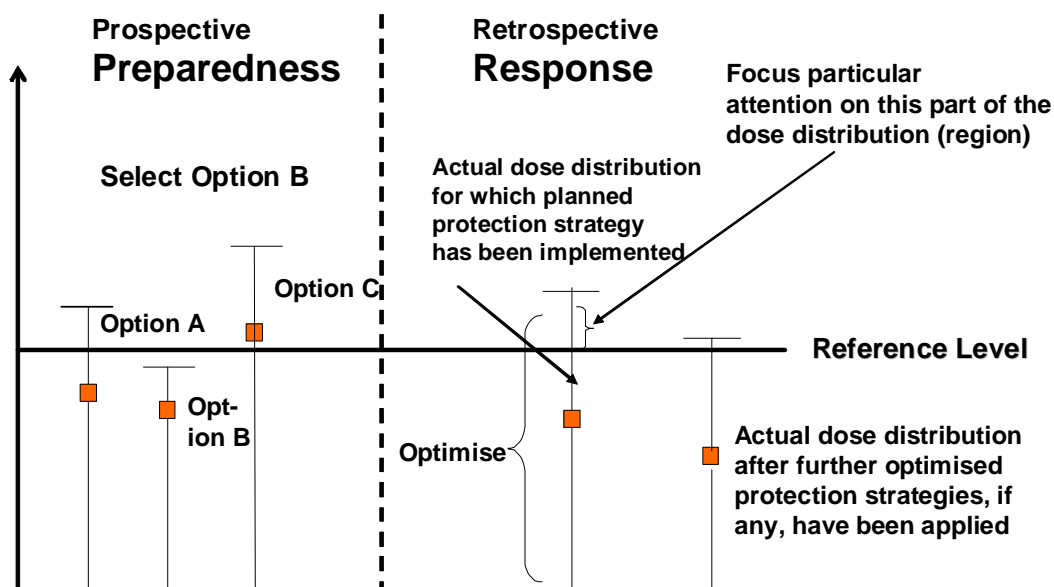 Prospective
Preparedness
Retrospective
Response
Focus particular
attention on this part of the
dose distribution (region)
Select Option B
Actual dose distribution
for which planned
protection strategy
has been implemented
Option C
Option A
Reference Level
Opt-
ion B
Optimise
Actual dose distribution
after further optimised
protection strategies, if
any, have been applied